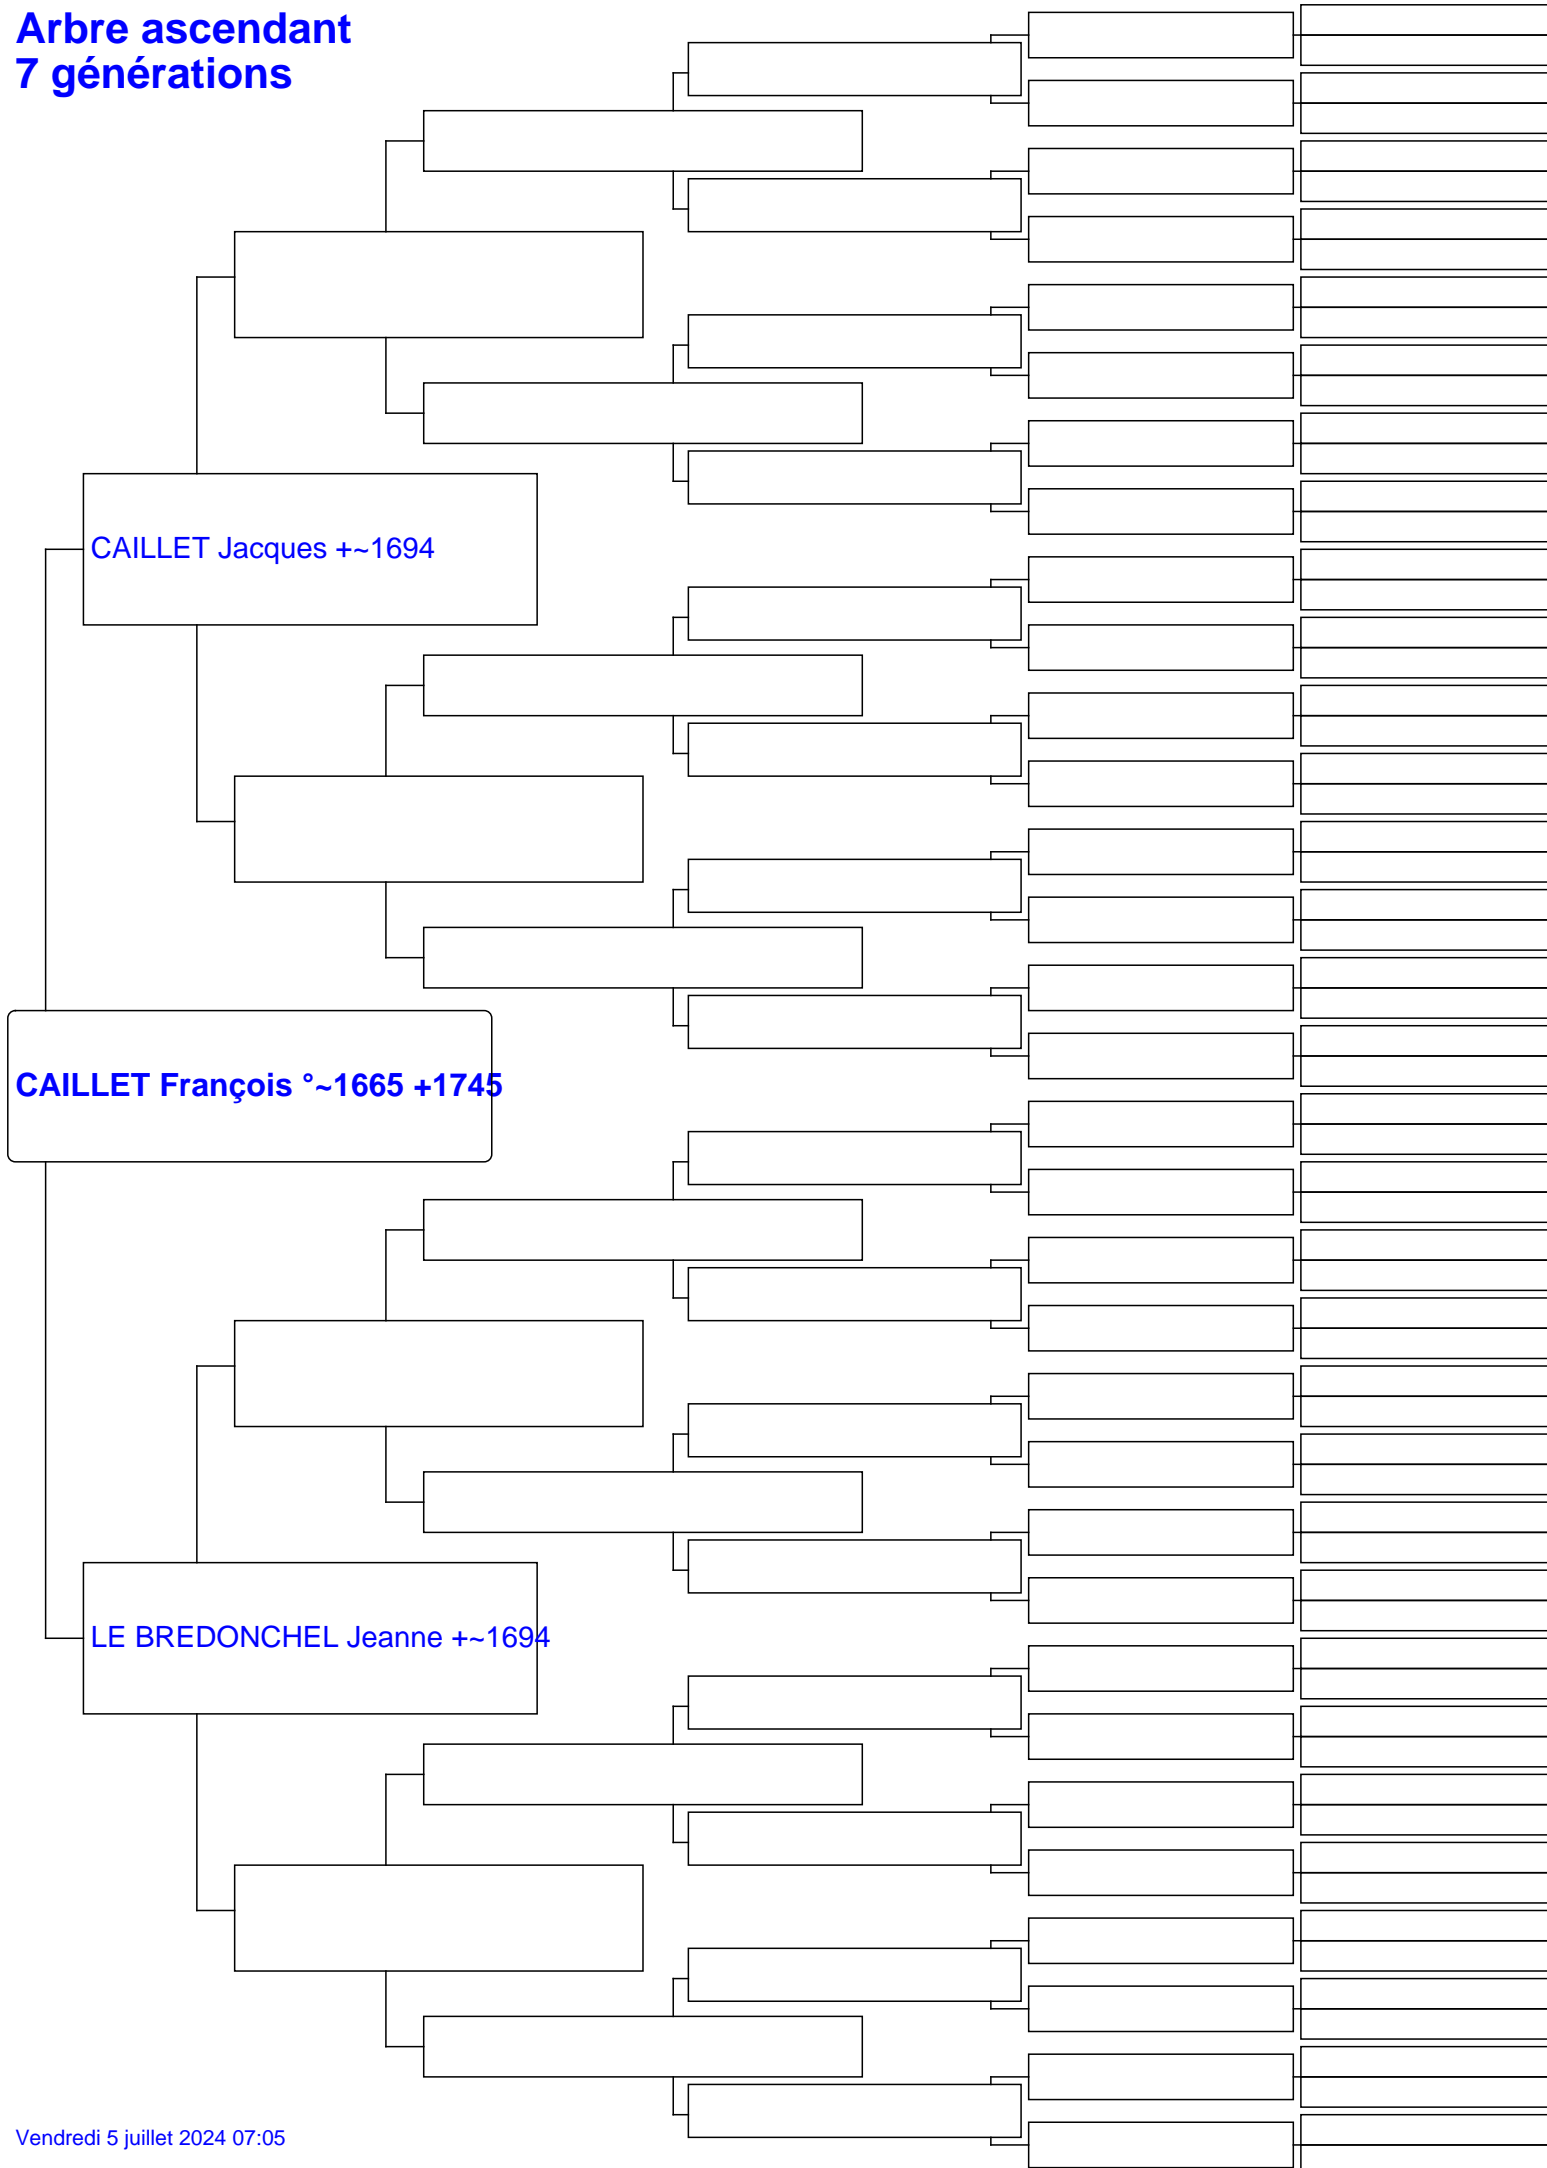 Arbre ascendant
7 générations
CAILLET Jacques +~1694
CAILLET François °~1665 +1745
LE BREDONCHEL Jeanne +~1694
Vendredi 5 juillet 2024 07:05